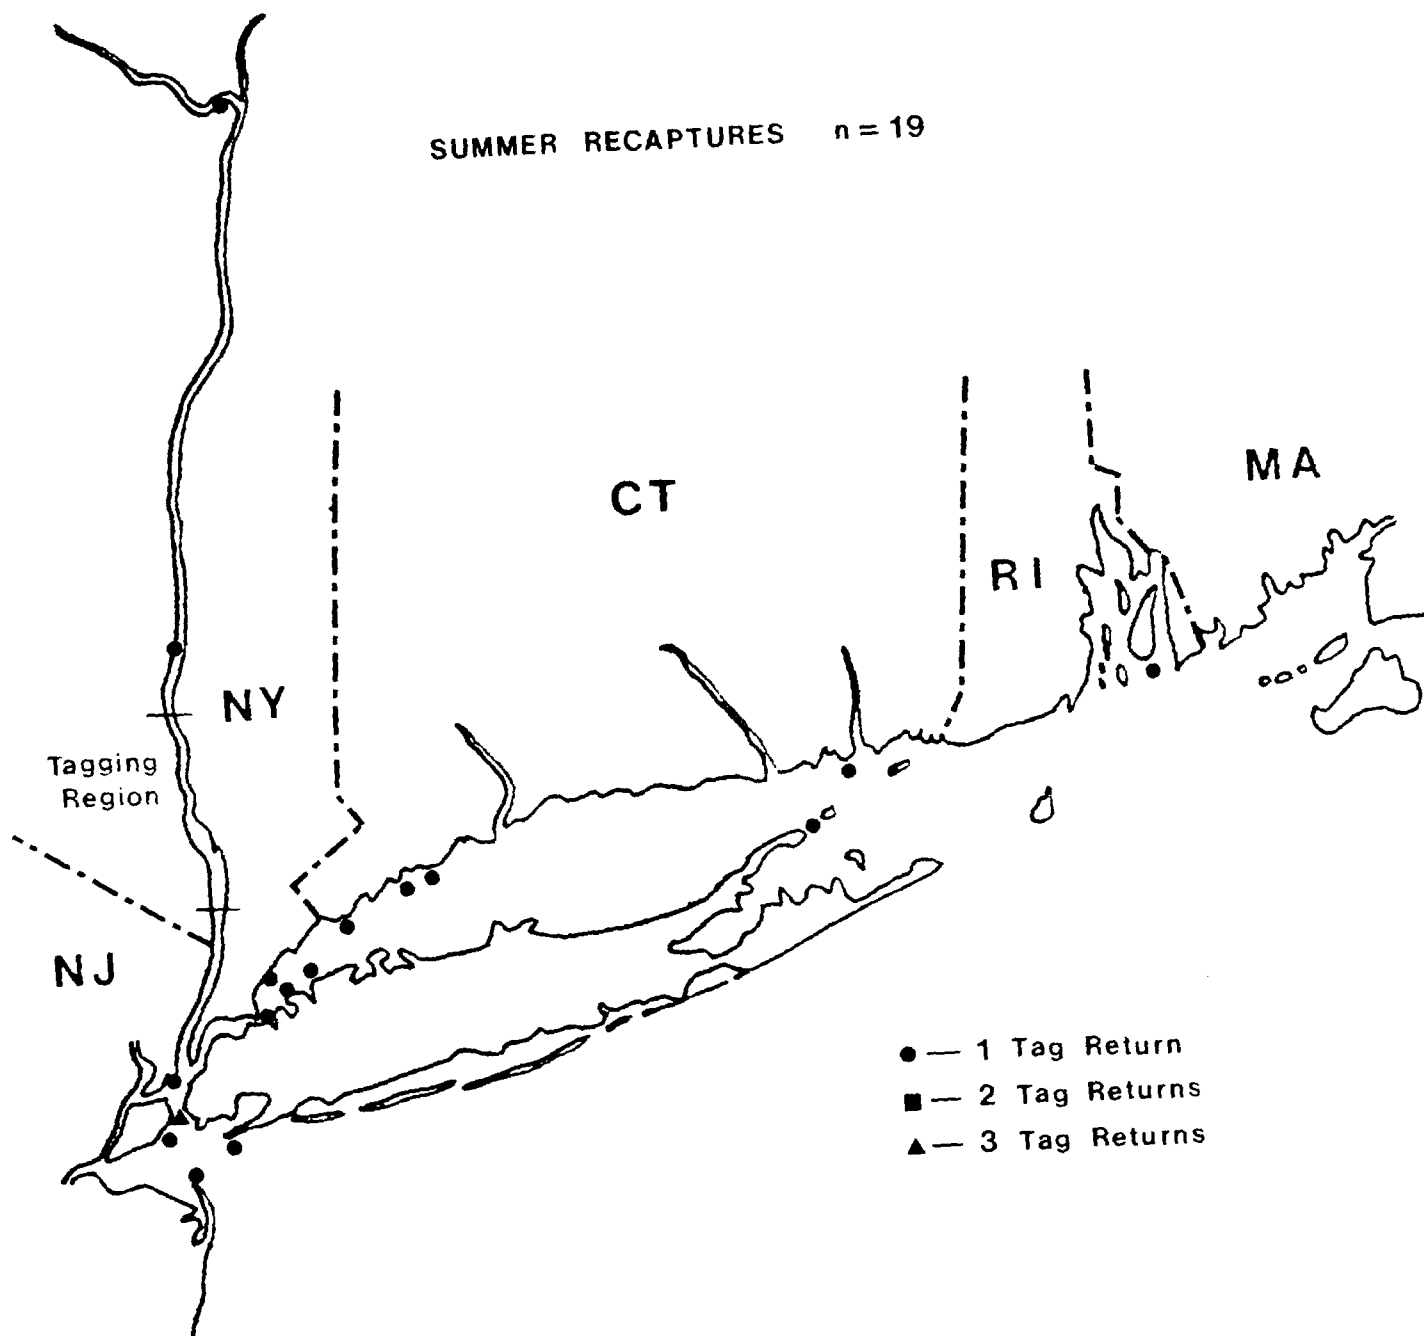 SUMMER RECAPTURES n = 19
MA
CT
RI
NY
Tagging
Region
NJ
● — 1 Tag Return
■ — 2 Tag Returns
▲ — 3 Tag Returns